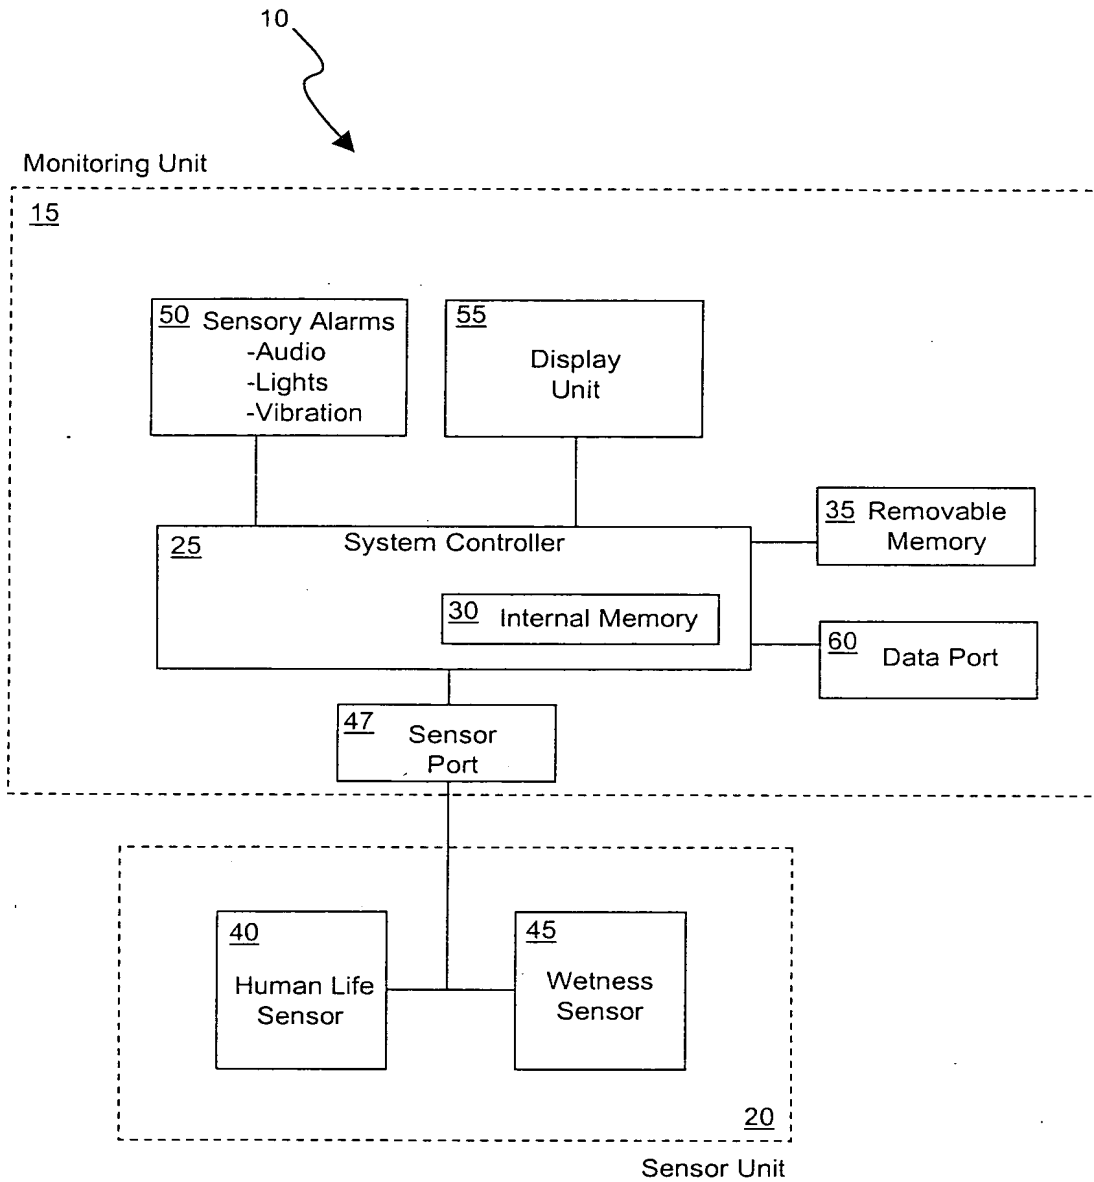 10
Monitoring Unit
15
50 Sensory Alarms
-Audio
-Lights
-Vibration
55
Display
Unit
35 Removable
Memory
25 System Controller
30 Internal Memory
60 Data Port
47
Sensor
Port
40
Human Life
Sensor
45
Wetness
Sensor
20
Sensor Unit